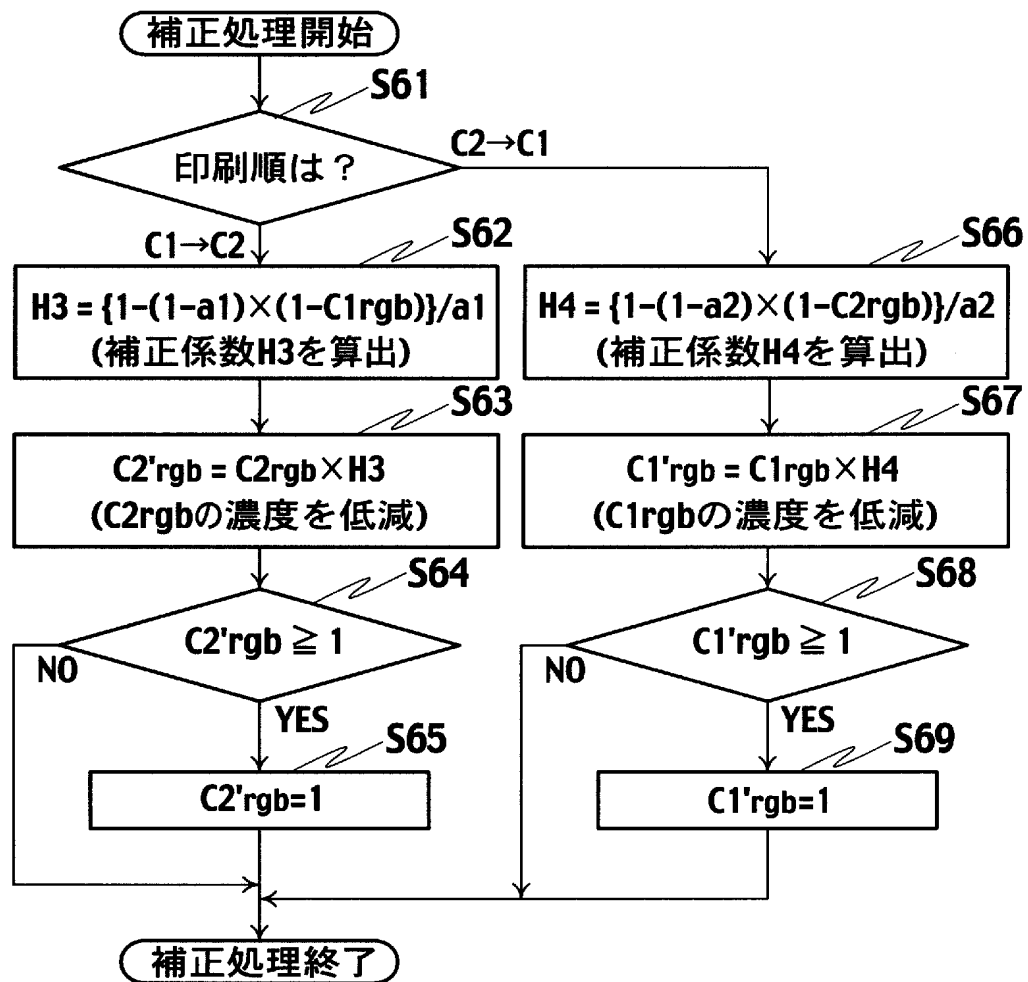 補正処理開始
S61
印刷順は？
C2→C1
C1→C2
S62
H3 = {1-(1-a1)×(1-C1rgb)}/a1
(補正係数H3を算出)
S63
C2'rgb = C2rgb×H3
(C2rgbの濃度を低減)
S64
C2'rgb ≧ 1
NO
YES
S65
C2'rgb=1
S66
H4 = {1-(1-a2)×(1-C2rgb)}/a2
(補正係数H4を算出)
S67
C1'rgb = C1rgb×H4
(C1rgbの濃度を低減)
S68
C1'rgb ≧ 1
NO
YES
S69
C1'rgb=1
補正処理終了